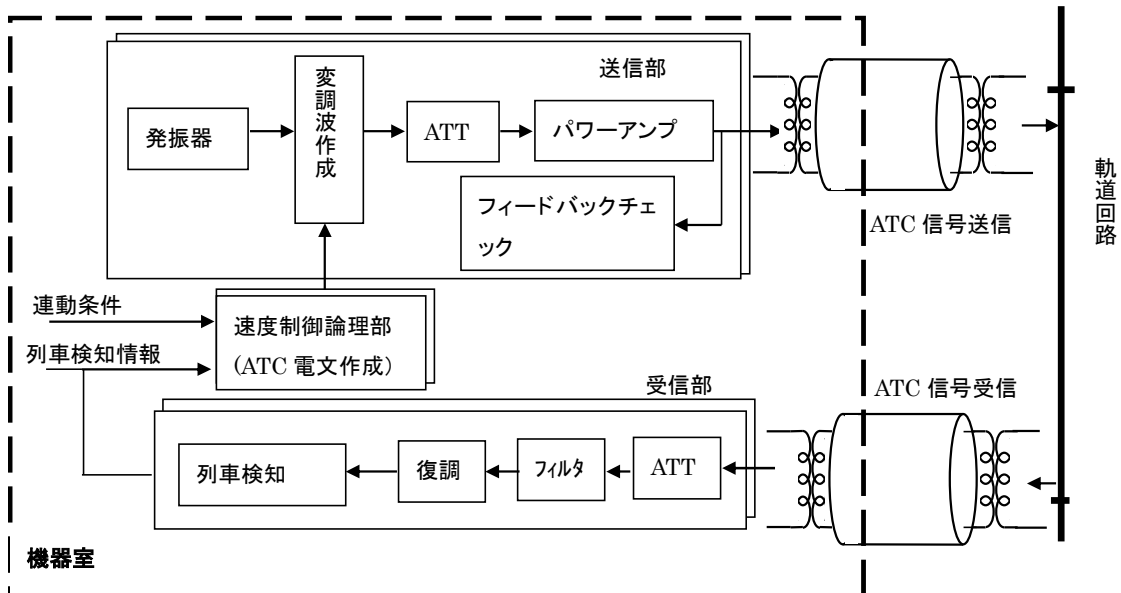 送信部
発振器
変調波作成
ATT
パワーアンプ
フィードバックチェ
ック
ATC 信号送信
軌道回路
連動条件
列車検知情報
速度制御論理部
(ATC 電文作成)
受信部
ATC 信号受信
列車検知
復調
フィルタ
ATT
機器室